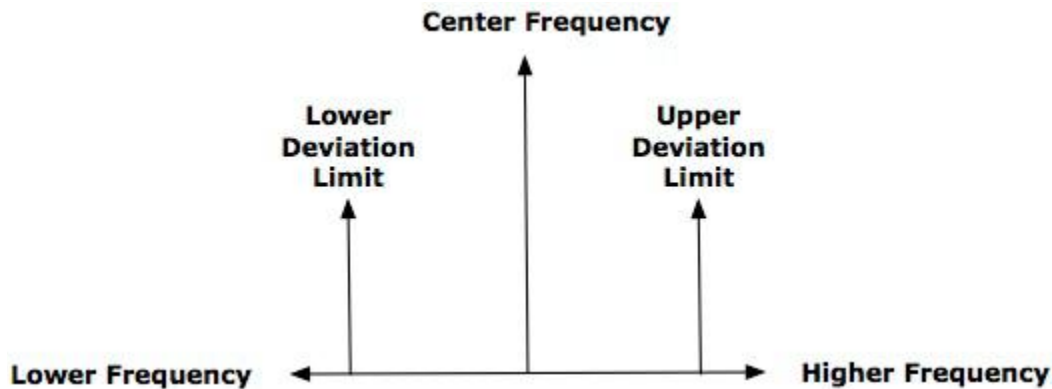 Center Frequency
Lower
Deviation
Limit
Upper
Deviation
Limit
Lower Frequency
Higher Frequency